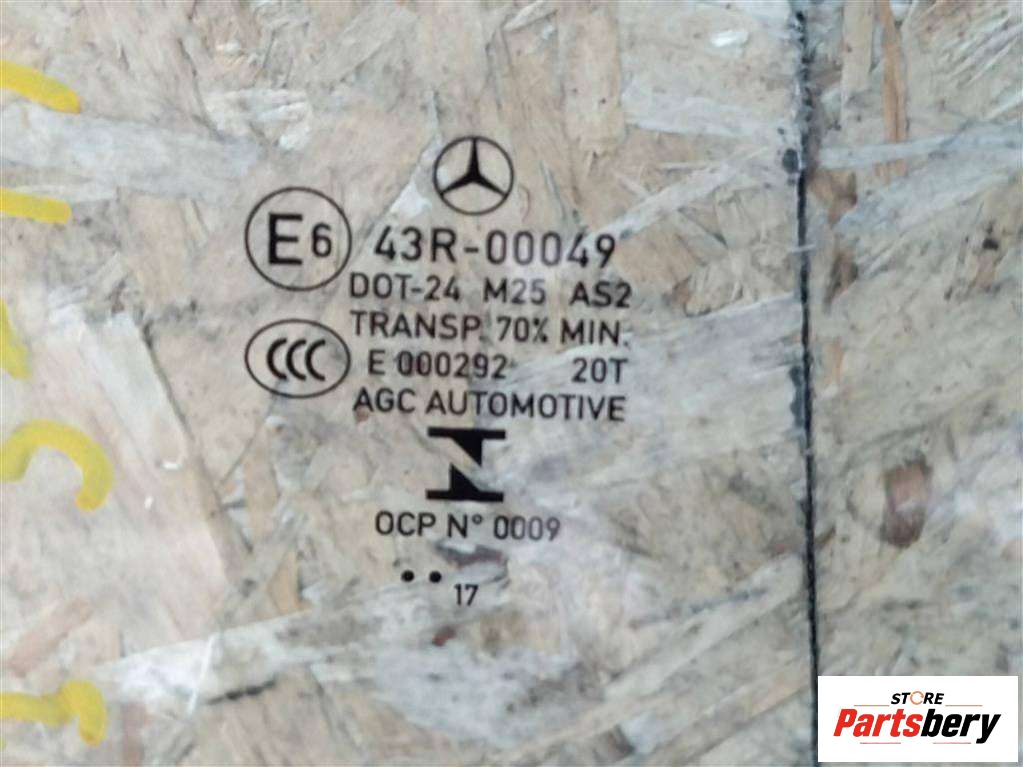 E6 43R-00049
DOT-24 M25 AS2
TRANSP. 70% MIN.
CCC E 000292 20T
AGC AUTOMOTIVE
OCP N° 0009
.. 17
STORE
Partsbery